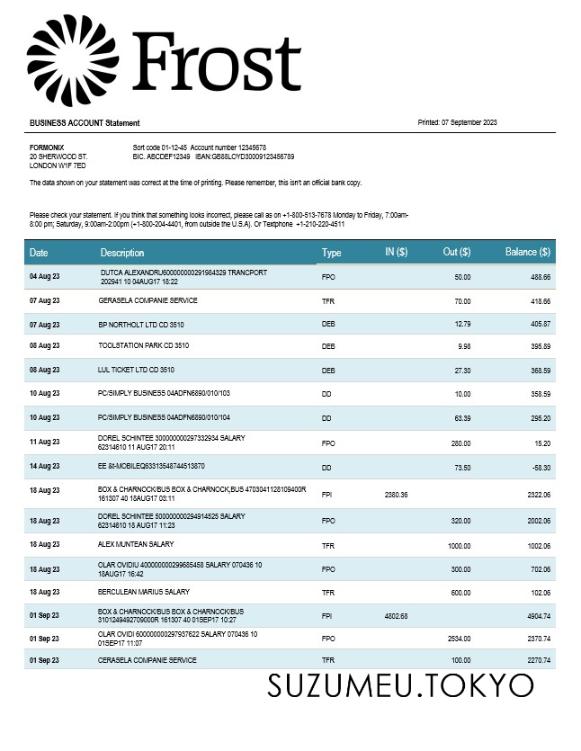 Frost
BUSINESS ACCOUNT Statement Printed: 07 September 2023
FORMONIX Sort code 01-12-45 Account number 12345678
20 SHERWOOD ST. BIC. ABCDEF12349 IBAN:GB88LCYD30009123456789
LONDON W1F 7ED
The data shown on your statement was correct at the time of printing. Please remember, this isn't an official bank copy.
Please check your statement. If you think that something looks incorrect, please call as on +1-800-513-7678 Monday to Friday, 7:00am-
8:00 pm; Saturday, 9:00am-2:00pm (+1-800-204-4401, from outside the U.S.A). Or Textphone +1-210-220-4511
Date Description Type IN ($) Out ($) Balance ($)
04 Aug 23 DUTCA ALEXANDRU600000000291984329 TRANCPORT FPO 50.00 488.66
202941 10 04AUG17 18:22
07 Aug 23 GERASELA COMPANIE SERVICE TFR 70.00 418.66
07 Aug 23 BP NORTHOLT LTD CD 3510 DEB 12.79 405.87
08 Aug 23 TOOLSTATION PARK CD 3510 DEB 9.98 395.89
08 Aug 23 LUL TICKET LTD CD 3510 DEB 27.30 368.59
10 Aug 23 PC/SIMPLY BUSINESS 04ADFN6890/010/103 DD 10.00 358.59
10 Aug 23 PC/SIMPLY BUSINESS 04ADFN6890/010/104 DD 63.39 295.20
11 Aug 23 DOREL SCHINTEE 300000000297332934 SALARY FPO 280.00 15.20
62314610 11 AUG17 20:11
14 Aug 23 EE &t-MOBILEQ63313548744513870 DD 73.50 -58.30
18 Aug 23 BOX & CHARNOCK/BUS BOX & CHARNOCK,BUS 4703041128109400R FPI 2380.36 2322.06
161307 40 18AUG17 03:11
18 Aug 23 DOREL SCHINTEE 500000000294914525 SALARY FPO 320.00 2002.06
62314610 18 AUG17 11:23
18 Aug 23 ALEX MUNTEAN SALARY TFR 1000.00 1002.06
18 Aug 23 OLAR OVIDIU 400000000299685458 SALARY 070436 10 FPO 300.00 702.06
18AUG17 16:42
18 Aug 23 BERCULEAN MARIUS SALARY TFR 600.00 102.06
01 Sep 23 BOX & CHARNOCK/BUS BOX & CHARNOCK/BUS FPI 4802.68 4904.74
3101249492709000R 161307 40 01SEP17 10:27
01 Sep 23 OLAR OVIDI 600000000297937622 SALARY 070436 10 FPO 2534.00 2370.74
01SEP17 11:07
01 Sep 23 CERASELA COMPANIE SERVICE TFR 100.00 2270.74
SUZUMEU.TOKYO